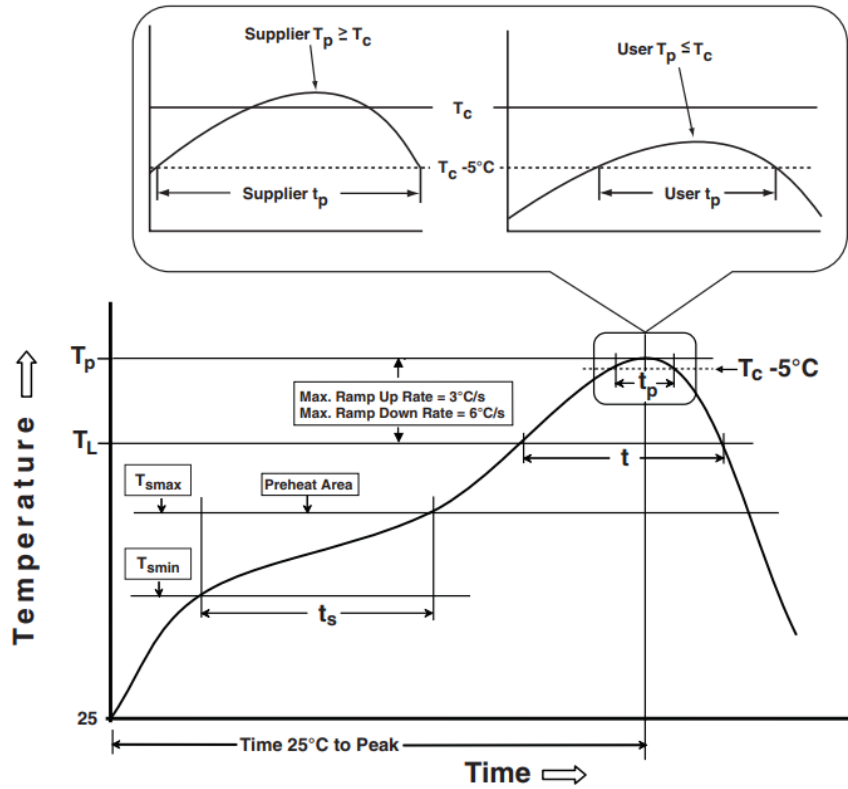 Supplier Tp ≥ Tc
User Tp ≤ Tc
Tc
Tc -5°C
Supplier tp
User tp
Tp
Tc -5°C
tp
Max. Ramp Up Rate = 3°C/s
Max. Ramp Down Rate = 6°C/s
TL
t
Tsmax
Preheat Area
Tsmin
ts
Temperature
25
Time 25°C to Peak
Time